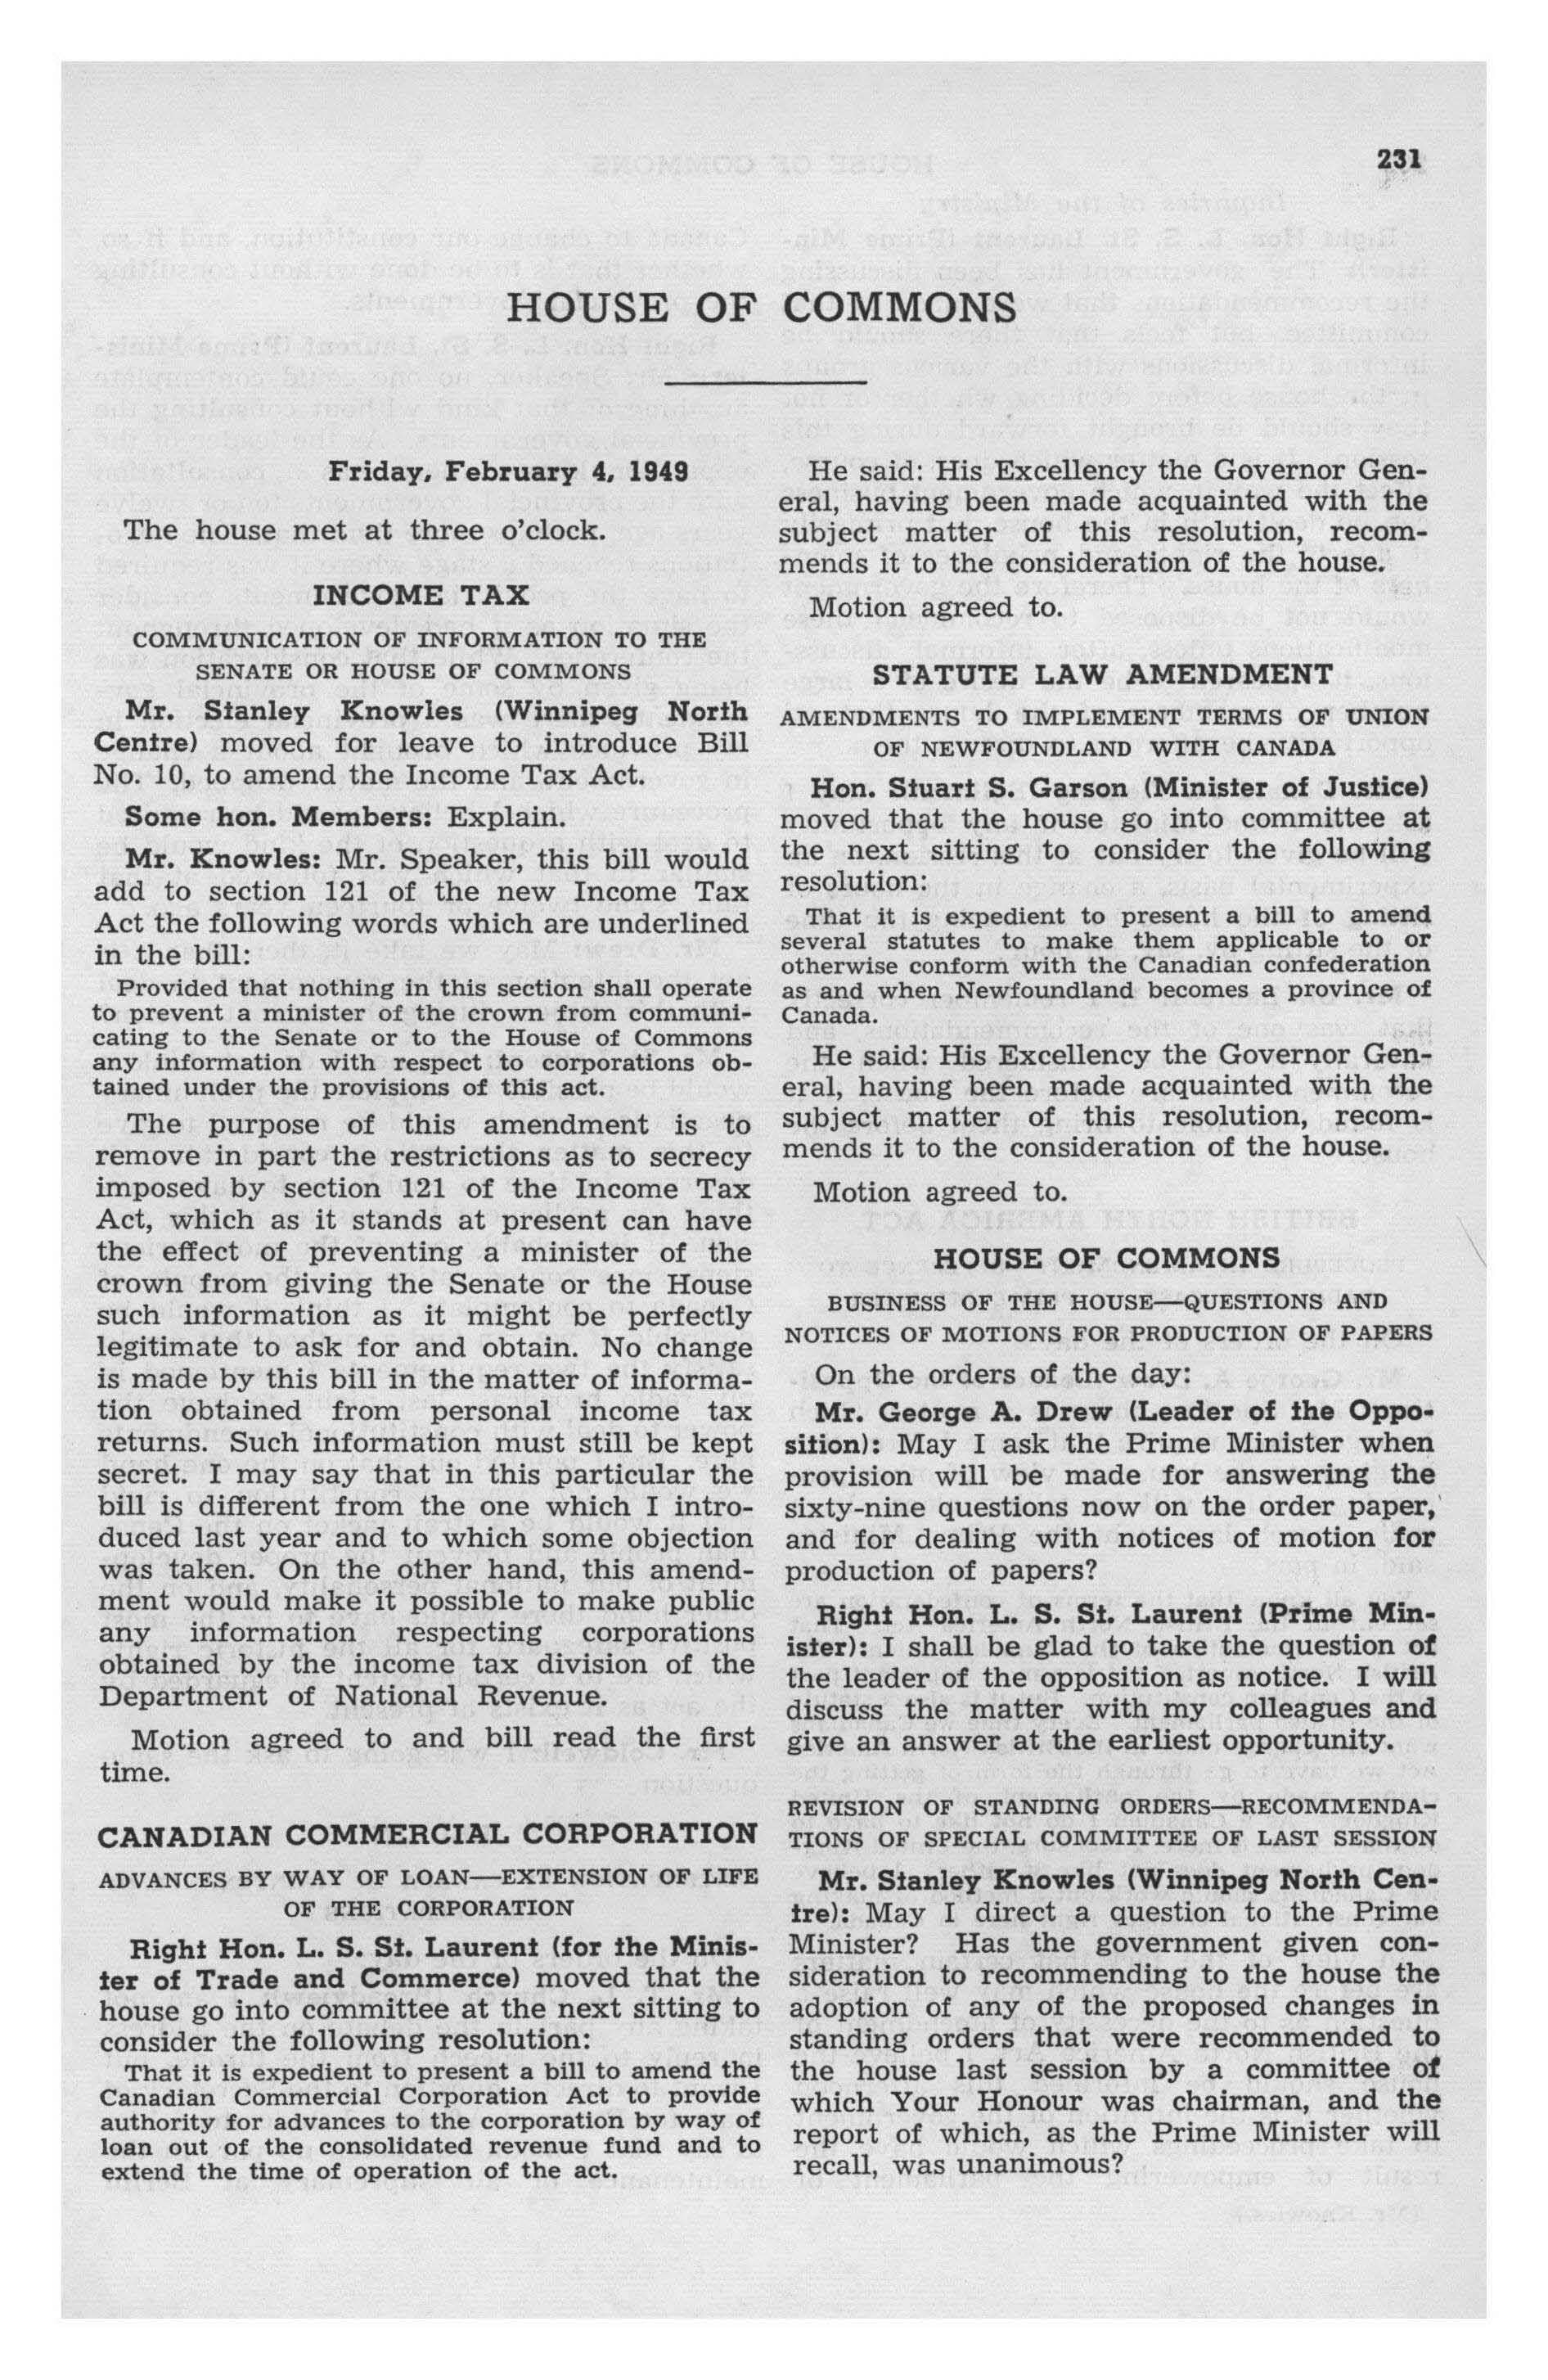 231
HOUSE OF COMMONS
Friday, February 4, 1949
The house met at three o'clock.
INCOME TAX
COMMUNICATION OF INFORMATION TO THE
SENATE OR HOUSE OF COMMONS
Mr. Stanley Knowles (Winnipeg North
Centre) moved for leave to introduce Bill
No. 10, to amend the Income Tax Act.
Some hon. Members: Explain.
Mr. Knowles: Mr. Speaker, this bill would
add to section 121 of the new Income Tax
Act the following words which are underlined
in the bill:
Provided that nothing in this section shall operate
to prevent a minister of the crown from communi-
cating to the Senate or to the House of Commons
any information with respect to corporations ob-
tained under the provisions of this act.
The purpose of this amendment is to
remove in part the restrictions as to secrecy
imposed by section 121 of the Income Tax
Act, which as it stands at present can have
the effect of preventing a minister of the
crown from giving the Senate or the House
such information as it might be perfectly
legitimate to ask for and obtain. No change
is made by this bill in the matter of informa-
tion obtained from personal income tax
returns. Such information must still be kept
secret. I may say that in this particular the
bill is different from the one which I intro-
duced last year and to which some objection
was taken. On the other hand, this amend-
ment would make it possible to make public
any information respecting corporations
obtained by the income tax division of the
Department of National Revenue.
Motion agreed to and bill read the first
time.
CANADIAN COMMERCIAL CORPORATION
ADVANCES BY WAY OF LOAN—EXTENSION OF LIFE
OF THE CORPORATION
Right Hon. L. S. St. Laurent (for the Minis-
ter of Trade and Commerce) moved that the
house go into committee at the next sitting to
consider the following resolution:
That it is expedient to present a bill to amend the
Canadian Commercial Corporation Act to provide
authority for advances to the corporation by way of
loan out of the consolidated revenue fund and to
extend the time of operation of the act.
He said: His Excellency the Governor Gen-
eral, having been made acquainted with the
subject matter of this resolution, recom-
mends it to the consideration of the house.
Motion agreed to.
STATUTE LAW AMENDMENT
AMENDMENTS TO IMPLEMENT TERMS OF UNION
OF NEWFOUNDLAND WITH CANADA
Hon. Stuart S. Garson (Minister of Justice)
moved that the house go into committee at
the next sitting to consider the following
resolution:
That it is expedient to present a bill to amend
several statutes to make them applicable to or
otherwise conform with the Canadian confederation
as and when Newfoundland becomes a province of
Canada.
He said: His Excellency the Governor Gen-
eral, having been made acquainted with the
subject matter of this resolution, recom-
mends it to the consideration of the house.
Motion agreed to.
HOUSE OF COMMONS
BUSINESS OF THE HOUSE—QUESTIONS AND
NOTICES OF MOTIONS FOR PRODUCTION OF PAPERS
On the orders of the day:
Mr. George A. Drew (Leader of the Oppo-
sition): May I ask the Prime Minister when
provision will be made for answering the
sixty-nine questions now on the order paper,
and for dealing with notices of motion for
production of papers?
Right Hon. L. S. St. Laurent (Prime Min-
ister): I shall be glad to take the question of
the leader of the opposition as notice. I will
discuss the matter with my colleagues and
give an answer at the earliest opportunity.
REVISION OF STANDING ORDERS—RECOMMENDA-
TIONS OF SPECIAL COMMITTEE OF LAST SESSION
Mr. Stanley Knowles (Winnipeg North Cen-
tre): May I direct a question to the Prime
Minister? Has the government given con-
sideration to recommending to the house the
adoption of any of the proposed changes in
standing orders that were recommended to
the house last session by a committee of
which Your Honour was chairman, and the
report of which, as the Prime Minister will
recall, was unanimous?